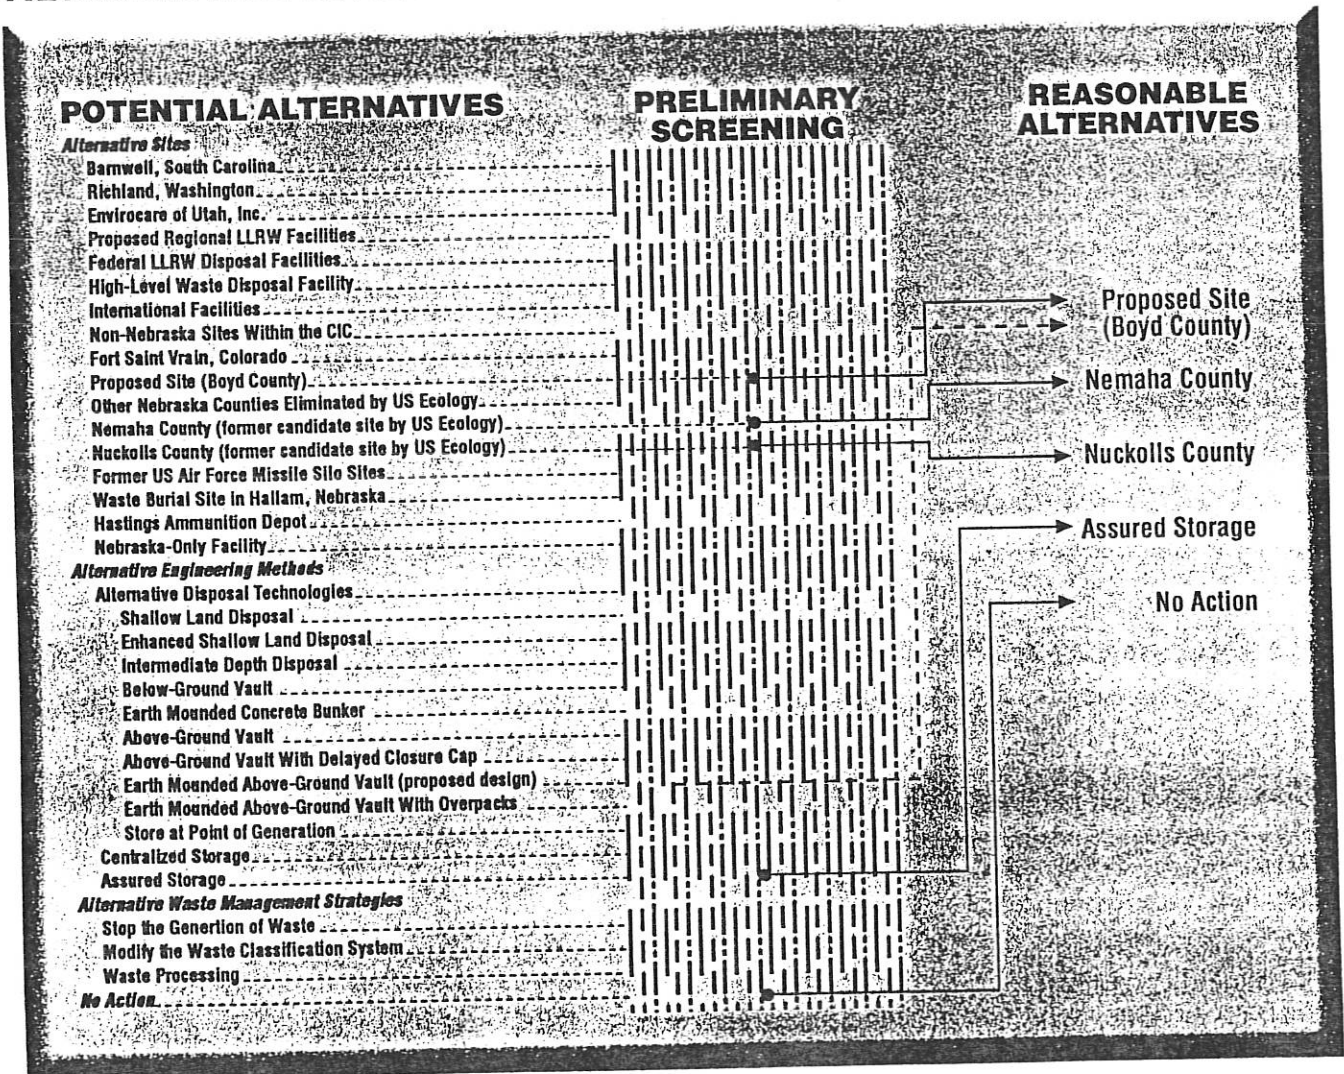 POTENTIAL ALTERNATIVES
Alternative Sites
Barnwell, South Carolina
Richland, Washington
Envirocare of Utah, Inc.
Proposed Regional LLRW Facilities
Federal LLRW Disposal Facilities
High-Level Waste Disposal Facility
International Facilities
Non-Nebraska Sites Within the CIC
Fort Saint Vrain, Colorado
Proposed Site (Boyd County)
Other Nebraska Counties Eliminated by US Ecology
Nemaha County (former candidate site by US Ecology)
Nuckolls County (former candidate site by US Ecology)
Former US Air Force Missile Silo Sites
Waste Burial Site in Hallam, Nebraska
Hastings Ammunition Depot
Nebraska-Only Facility
Alternative Engineering Methods
Alternative Disposal Technologies
Shallow Land Disposal
Enhanced Shallow Land Disposal
Intermediate Depth Disposal
Below-Ground Vault
Earth Mounded Concrete Bunker
Above-Ground Vault
Above-Ground Vault With Delayed Closure Cap
Earth Mounded Above-Ground Vault (proposed design)
Earth Mounded Above-Ground Vault With Overpacks
Store at Point of Generation
Centralized Storage
Assured Storage
Alternative Waste Management Strategies
Stop the Genertion of Waste
Modify the Waste Classification System
Waste Processing
No Action
PRELIMINARY
SCREENING
REASONABLE
ALTERNATIVES
Proposed Site
(Boyd County)
Nemaha County
Nuckolls County
Assured Storage
No Action